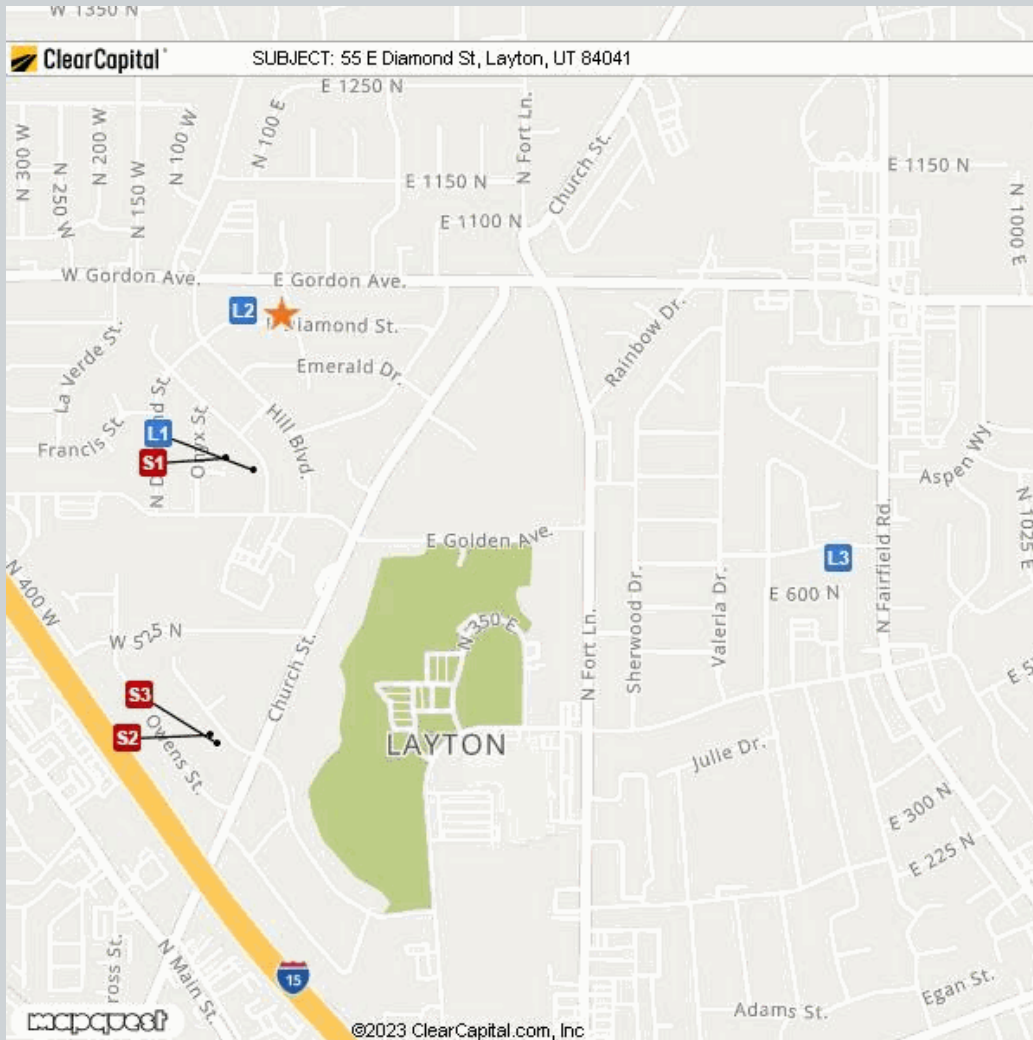 W 1350 N
ClearCapital
SUBJECT: 55 E Diamond St, Layton, UT 84041
E 1250 N
N Fort Ln.
Church St.
N 100 E
N 100 W
N 200 W
N 300 W
N 250 W
N 150 W
E 1150 N
E 1150 N
N 1000 E
E 1100 N
W Gordon Ave.
E Gordon Ave.
L2
Diamond St.
Rainbow Dr.
La Verde St.
Emerald Dr.
Hill Blvd.
L1
Francis St.
S1
Aspen Wy.
N 1025 E
E Golden Ave.
N Fairfield Rd.
L3
E 600 N
N 400 W
W 525 N
N 350 E
Sherwood Dr.
Valeria Dr.
N Fort Ln.
Church St.
S3
S2
Owens St.
LAYTON
Julie Dr.
E 300 N
E 225 N
N Main St.
15
Adams St.
Egan St.
mapquest
©2023 ClearCapital.com, Inc